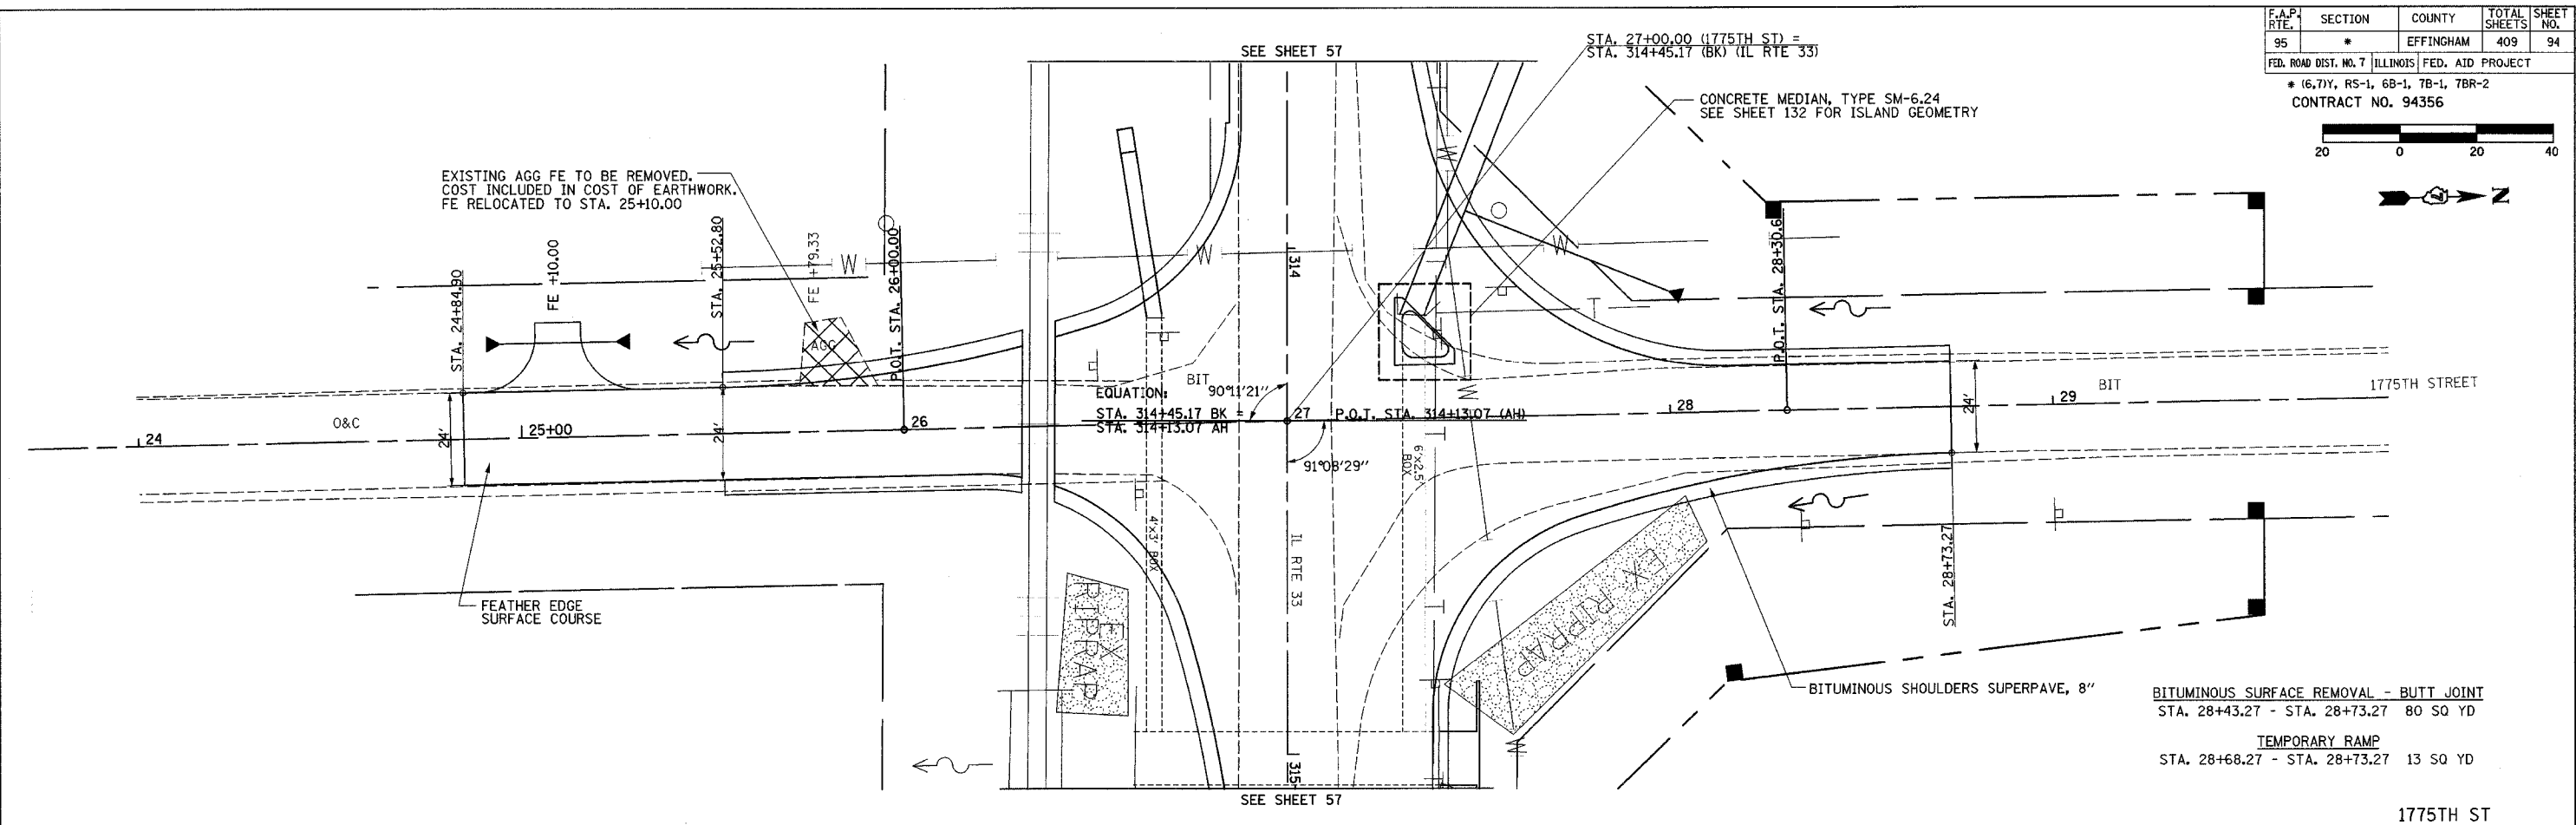 F.A.P. RTE. SECTION COUNTY TOTAL SHEETS SHEET NO.
95 * EFFINGHAM 409 94
FED. ROAD DIST. NO. 7 ILLINOIS FED. AID PROJECT
* (6,7)Y, RS-1, 6B-1, 7B-1, 7BR-2
CONTRACT NO. 94356
20 0 20 40
N
SEE SHEET 57
STA. 27+00.00 (1775TH ST) =
STA. 314+45.17 (BK) (IL RTE 33)
CONCRETE MEDIAN, TYPE SM-6.24
SEE SHEET 132 FOR ISLAND GEOMETRY
EXISTING AGG FE TO BE REMOVED.
COST INCLUDED IN COST OF EARTHWORK.
FE RELOCATED TO STA. 25+10.00
STA. 24+84.90
FE +10.00
STA. 25+52.80
FE +79.33
P.O.T. STA. 26+00.00
W
W
W
W
W
W
W
AGG
314
P.O.T. STA. 28+30.6
BIT
90°11'21"
EQUATION:
STA. 314+45.17 BK =
STA. 314+13.07 AH
27
P.O.T. STA. 314+13.07 (AH)
28
29
BIT
1775TH STREET
O&C
24
24'
25+00
24'
26
24'
91°08'29"
6'x2.5'
BOX
4'x3' BOX
IL RTE 33
EX
RIPRAP
EX RIPRAP
STA. 28+73.27
FEATHER EDGE
SURFACE COURSE
BITUMINOUS SHOULDERS SUPERPAVE, 8"
BITUMINOUS SURFACE REMOVAL - BUTT JOINT
STA. 28+43.27 - STA. 28+73.27 80 SQ YD
TEMPORARY RAMP
STA. 28+68.27 - STA. 28+73.27 13 SQ YD
315
SEE SHEET 57
1775TH ST